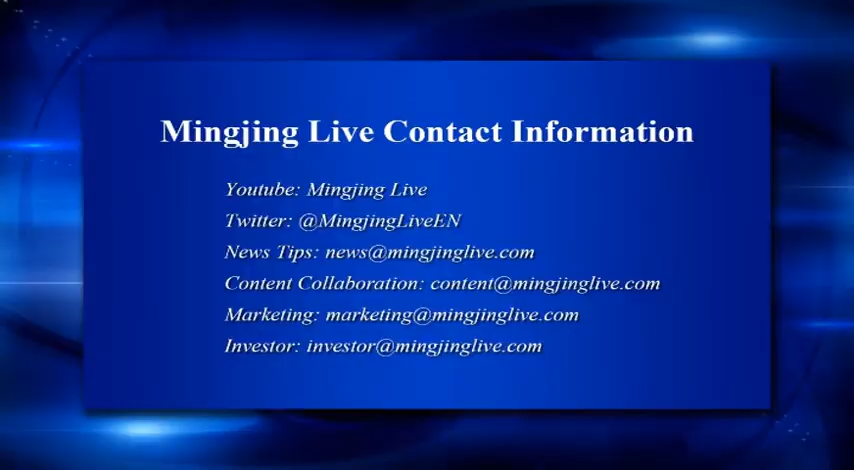 Mingjing Live Contact Information
Youtube: Mingjing Live
Twitter: @MingjingLiveEN
News Tips: news@mingjinglive.com
Content Collaboration: content@mingjinglive.com
Marketing: marketing@mingjinglive.com
Investor: investor@mingjinglive.com